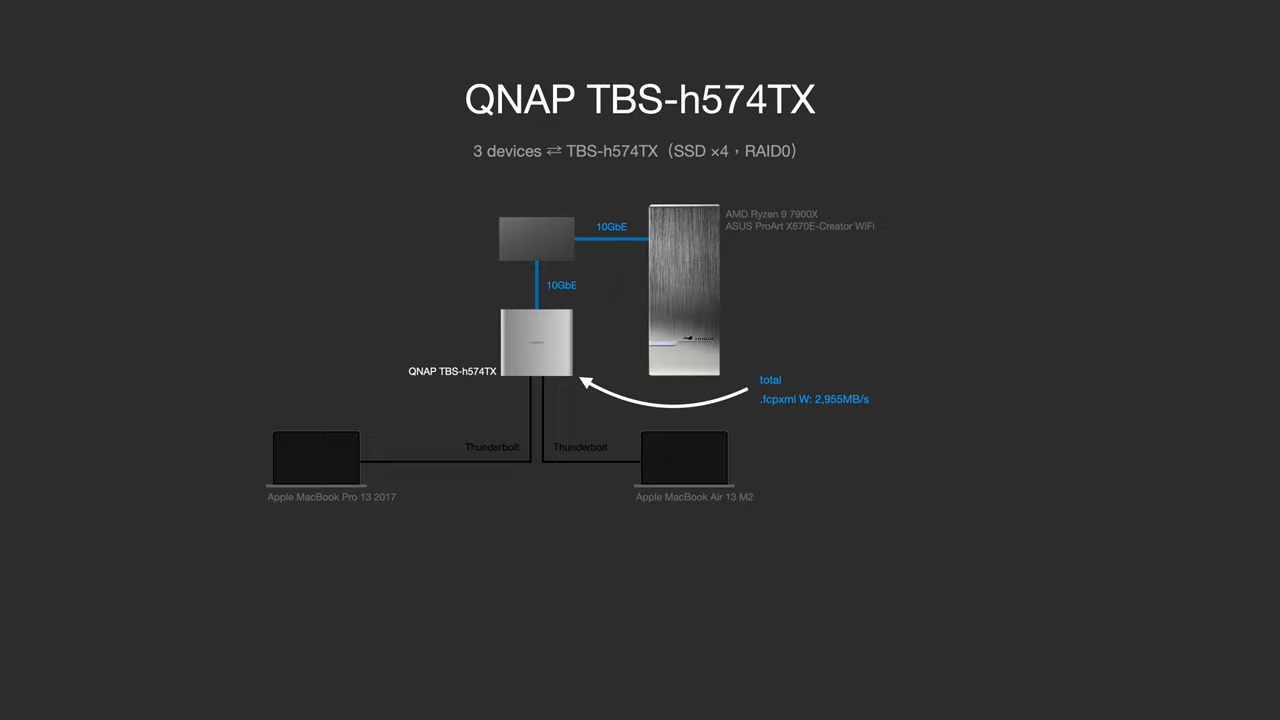 QNAP TBS-h574TX
3 devices ⇄ TBS-h574TX（SSD ×4，RAID0）
AMD Ryzen 9 7900X
ASUS ProArt X670E-Creator WiFi
10GbE
10GbE
QNAP TBS-h574TX
total
.fcpxml W: 2,955MB/s
Thunderbolt
Thunderbolt
Apple MacBook Pro 13 2017
Apple MacBook Air 13 M2